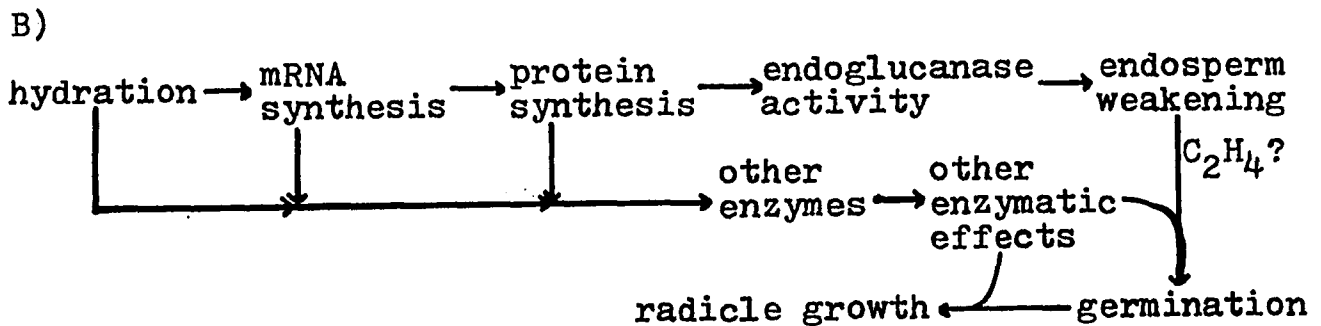 B)
hydration → mRNA synthesis → protein synthesis → endoglucanase activity → endosperm weakening
C₂H₄?
other enzymes → other enzymatic effects
radicle growth ← germination